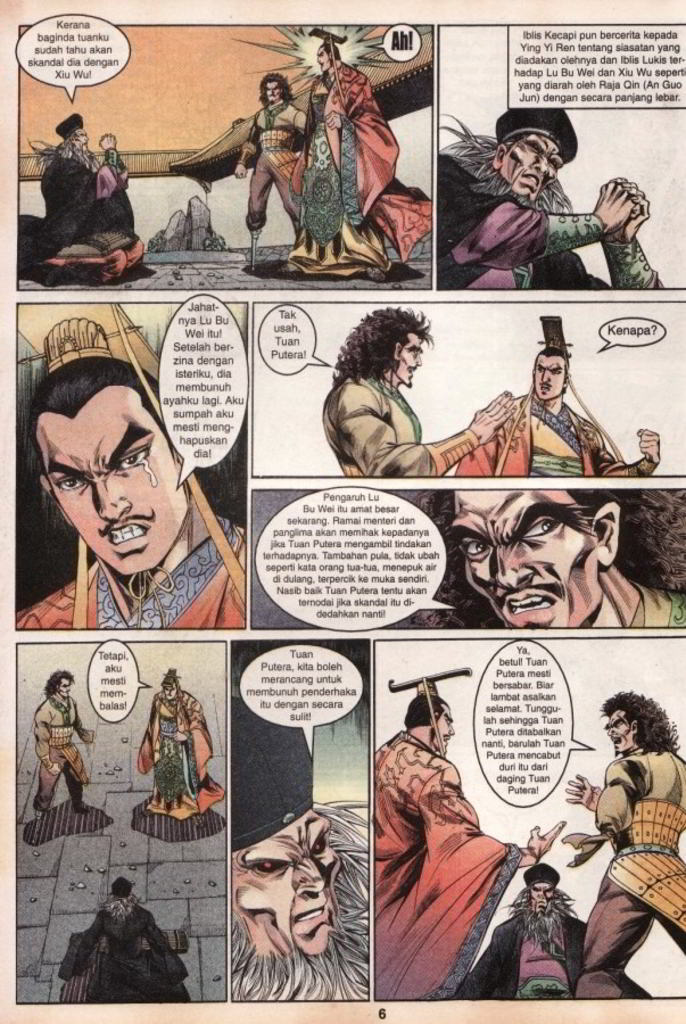 Kerana
baginda tuanku
sudah tahu akan
skandal dia dengan
Xiu Wu!
Ah!
Iblis Kecapi pun bercerita kepada
Ying Yi Ren tentang siasatan yang
diadakan olehnya dan Iblis Lukis ter-
hadap Lu Bu Wei dan Xiu Wu seperti
yang diarah oleh Raja Qin (An Guo
Jun) dengan secara panjang lebar.
Jahat-
nya Lu Bu
Wei itu!
Setelah ber-
zina dengan
isteriku, dia
membunuh
ayahku lagi. Aku
sumpah aku
mesti meng-
hapuskan
dia!
Tak
usah,
Tuan
Putera!
Kenapa?
Pengaruh Lu
Bu Wei itu amat besar
sekarang. Ramai menteri dan
panglima akan memihak kepadanya
jika Tuan Putera mengambil tindakan
terhadapnya. Tambahan pula, tidak ubah
seperti kata orang tua-tua, menepuk air
di dulang, terpercik ke muka sendiri.
Nasib baik Tuan Putera tentu akan
ternodai jika skandal itu di-
dedahkan nanti!
Tetapi,
aku
mesti
mem-
balas!
Tuan
Putera, kita boleh
merancang untuk
membunuh penderhaka
itu dengan secara
sulit!
Ya,
betul! Tuan
Putera mesti
bersabar. Biar
lambat asalkan
selamat. Tunggu-
lah sehingga Tuan
Putera ditabalkan
nanti, barulah Tuan
Putera mencabut
duri itu dari
daging Tuan
Putera!
6